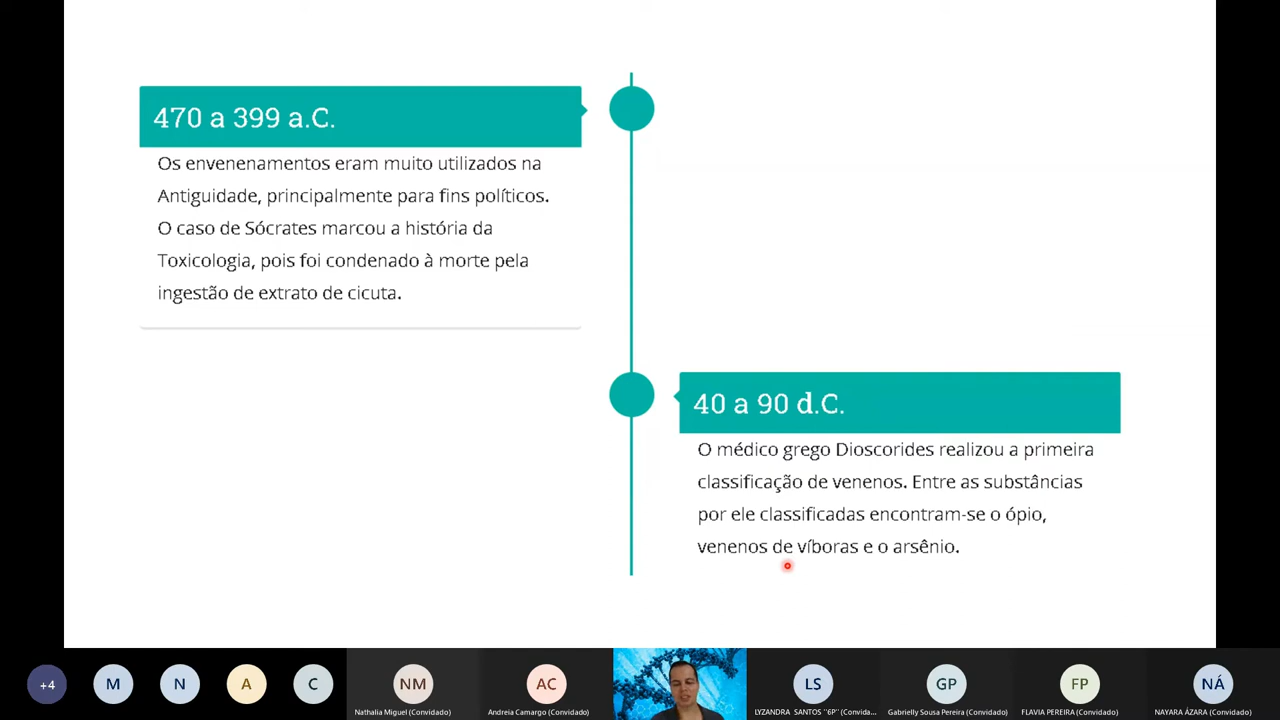 470 a 399 a.C.
Os envenenamentos eram muito utilizados na
Antiguidade, principalmente para fins políticos.
O caso de Sócrates marcou a história da
Toxicologia, pois foi condenado à morte pela
ingestão de extrato de cicuta.
40 a 90 d.C.
O médico grego Dioscorides realizou a primeira
classificação de venenos. Entre as substâncias
por ele classificadas encontram-se o ópio,
venenos de víboras e o arsênio.
+4
M
N
A
C
NM
AC
LS
GP
FP
NÁ
Nathalia Miguel (Convidado)
Andreia Camargo (Convidado)
LYZANDRA SANTOS "6P" (Convida...
Gabrielly Sousa Pereira (Convidado)
FLAVIA PEREIRA (Convidado)
NAYARA ÁZARA (Convidado)